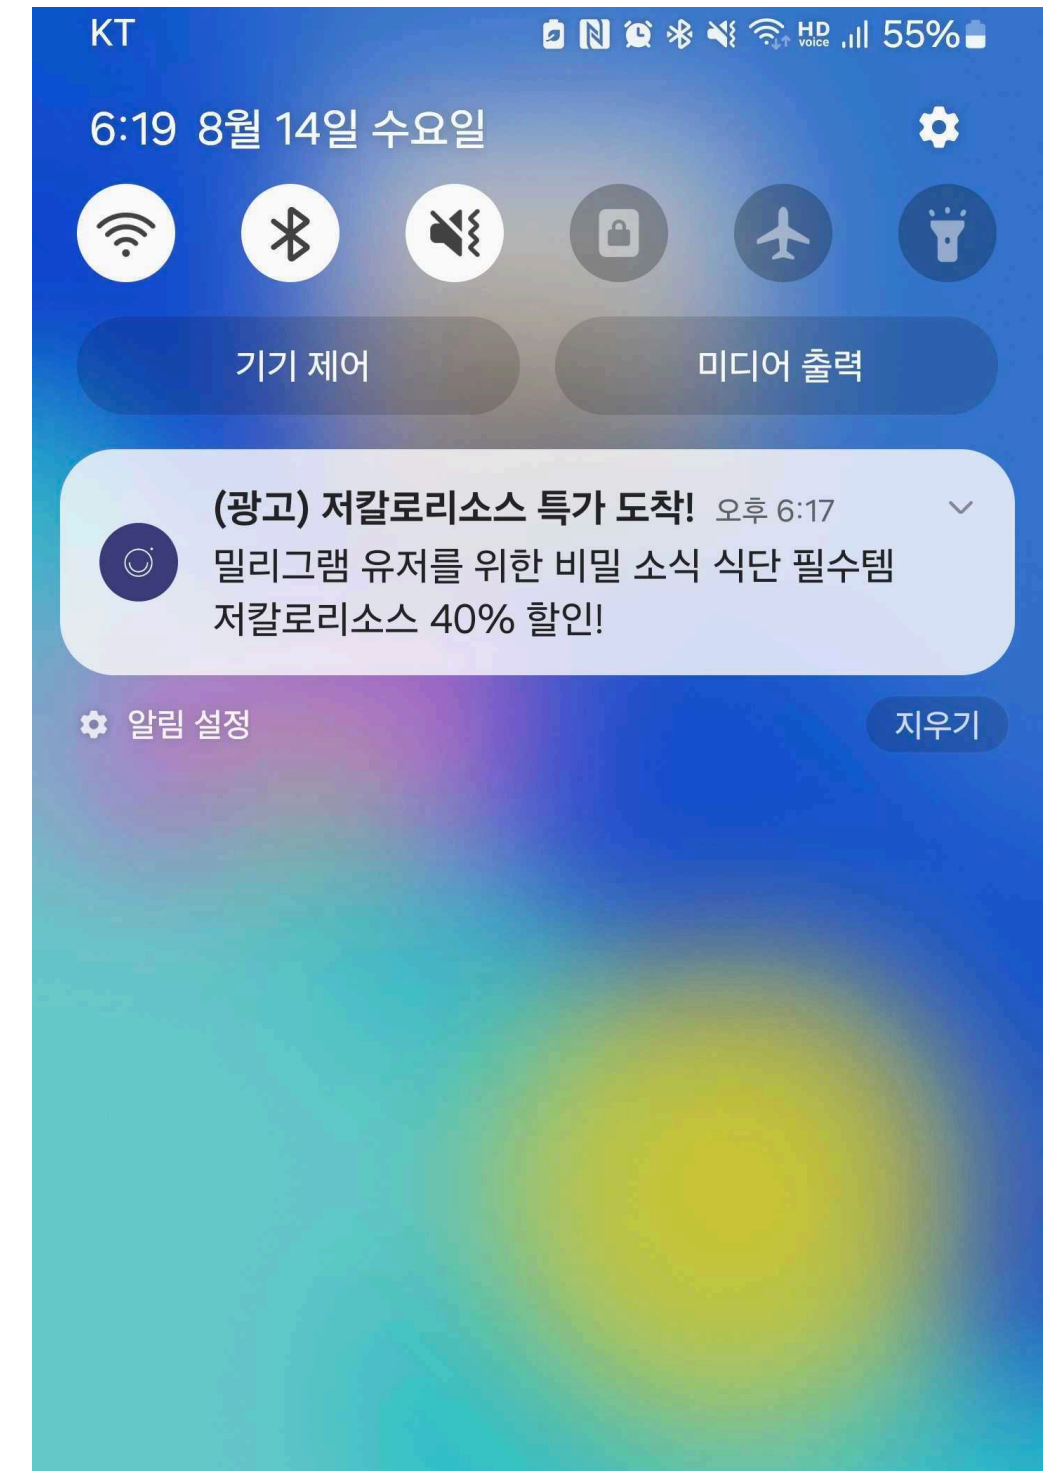 KT
HD voice 55%
6:19 8월 14일 수요일
기기 제어
미디어 출력
(광고) 저칼로리소스 특가 도착! 오후 6:17
밀리그램 유저를 위한 비밀 소식 식단 필수템
저칼로리소스 40% 할인!
알림 설정
지우기